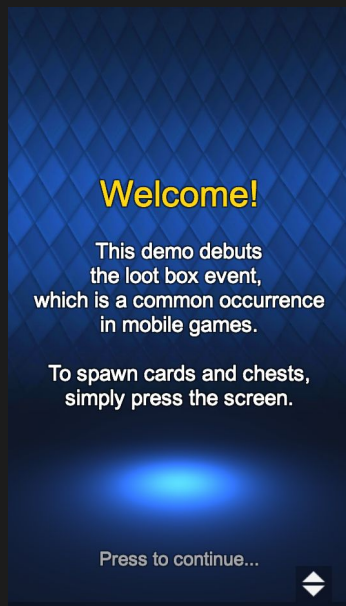 Welcome!
This demo debuts
the loot box event,
which is a common occurrence
in mobile games.
To spawn cards and chests,
simply press the screen.
Press to continue...